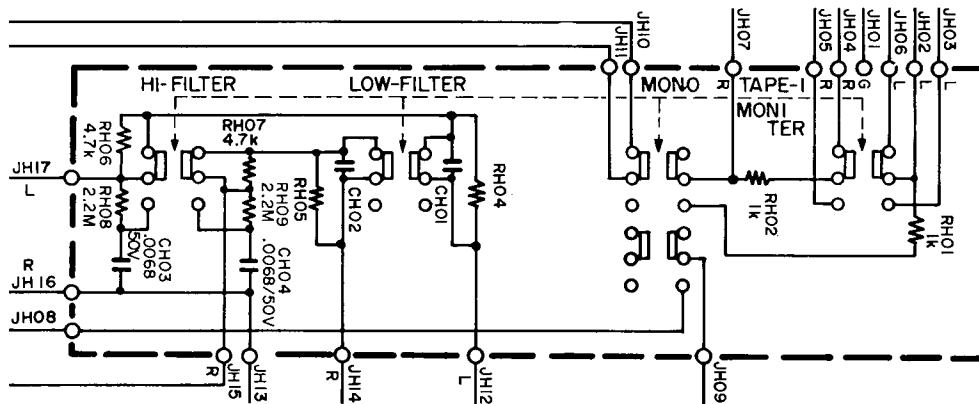 JH11
JH10
JH07
R
JH05
R
JH04
R
JH01
G
JH06
L
JH02
L
JH03
L
HI-FILTER
LOW-FILTER
MONO
TAPE-1
MONI
TER
RH06
4.7k
RH07
4.7k
JH17
L
RH08
2.2M
RH09
2.2M
RH05
CH02
CH01
RH04
RH02
1k
RH01
1k
CH03
.0068
50V
CH04
.0068/50V
R
JH16
JH08
R
JH15
JH13
R
JH14
L
JH12
JH09